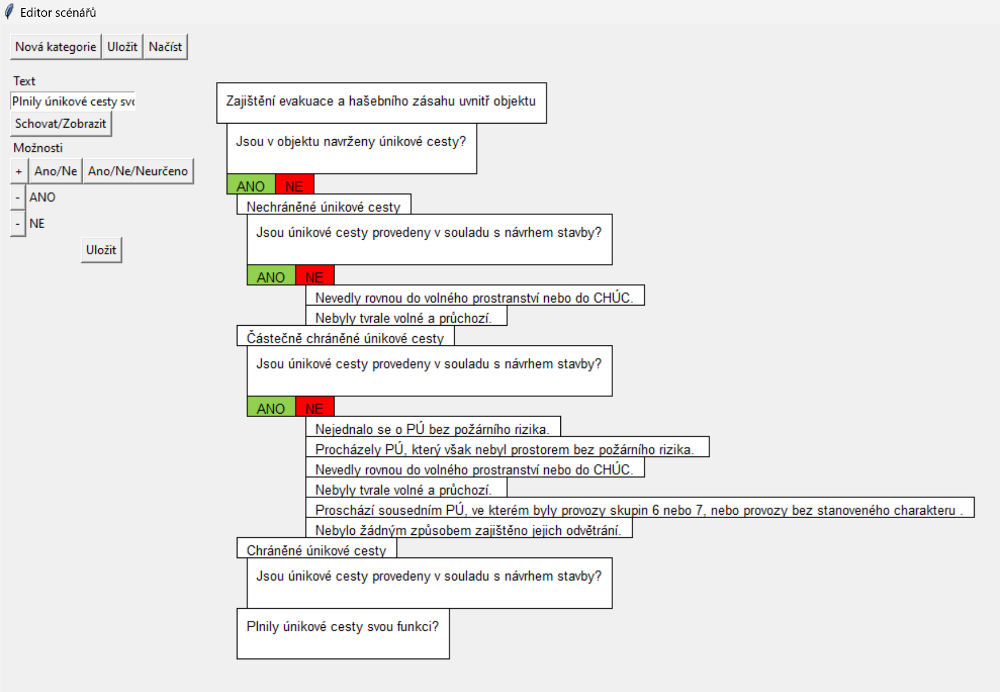 Editor scénářů
Nová kategorie Uložit Načíst
Text
Plnily únikové cesty svo
Schovat/Zobrazit
Možnosti
+ Ano/Ne Ano/Ne/Neurčeno
- ANO
- NE
Uložit
Zajištění evakuace a hašebního zásahu uvnitř objektu
Jsou v objektu navrženy únikové cesty?
ANO NE
Nechráněné únikové cesty
Jsou únikové cesty provedeny v souladu s návrhem stavby?
ANO NE
Nevedly rovnou do volného prostranství nebo do CHÚC.
Nebyly tvrale volné a průchozí.
Částečně chráněné únikové cesty
Jsou únikové cesty provedeny v souladu s návrhem stavby?
ANO NE
Nejednalo se o PÚ bez požárního rizika.
Procházely PÚ, který však nebyl prostorem bez požárního rizika.
Nevedly rovnou do volného prostranství nebo do CHÚC.
Nebyly tvrale volné a průchozí.
Proschází sousedním PÚ, ve kterém byly provozy skupin 6 nebo 7, nebo provozy bez stanoveného charakteru .
Nebylo žádným způsobem zajištěno jejich odvětrání.
Chráněné únikové cesty
Jsou únikové cesty provedeny v souladu s návrhem stavby?
Plnily únikové cesty svou funkci?